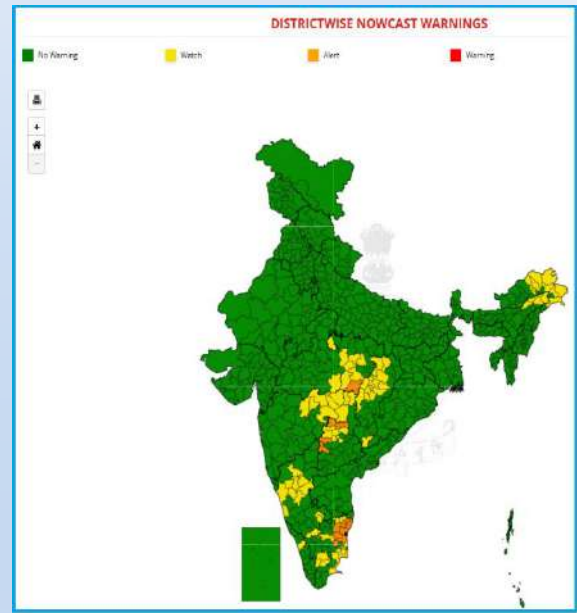 DISTRICTWISE NOWCAST WARNINGS
No Warning
Watch
Alert
Warning
+
-